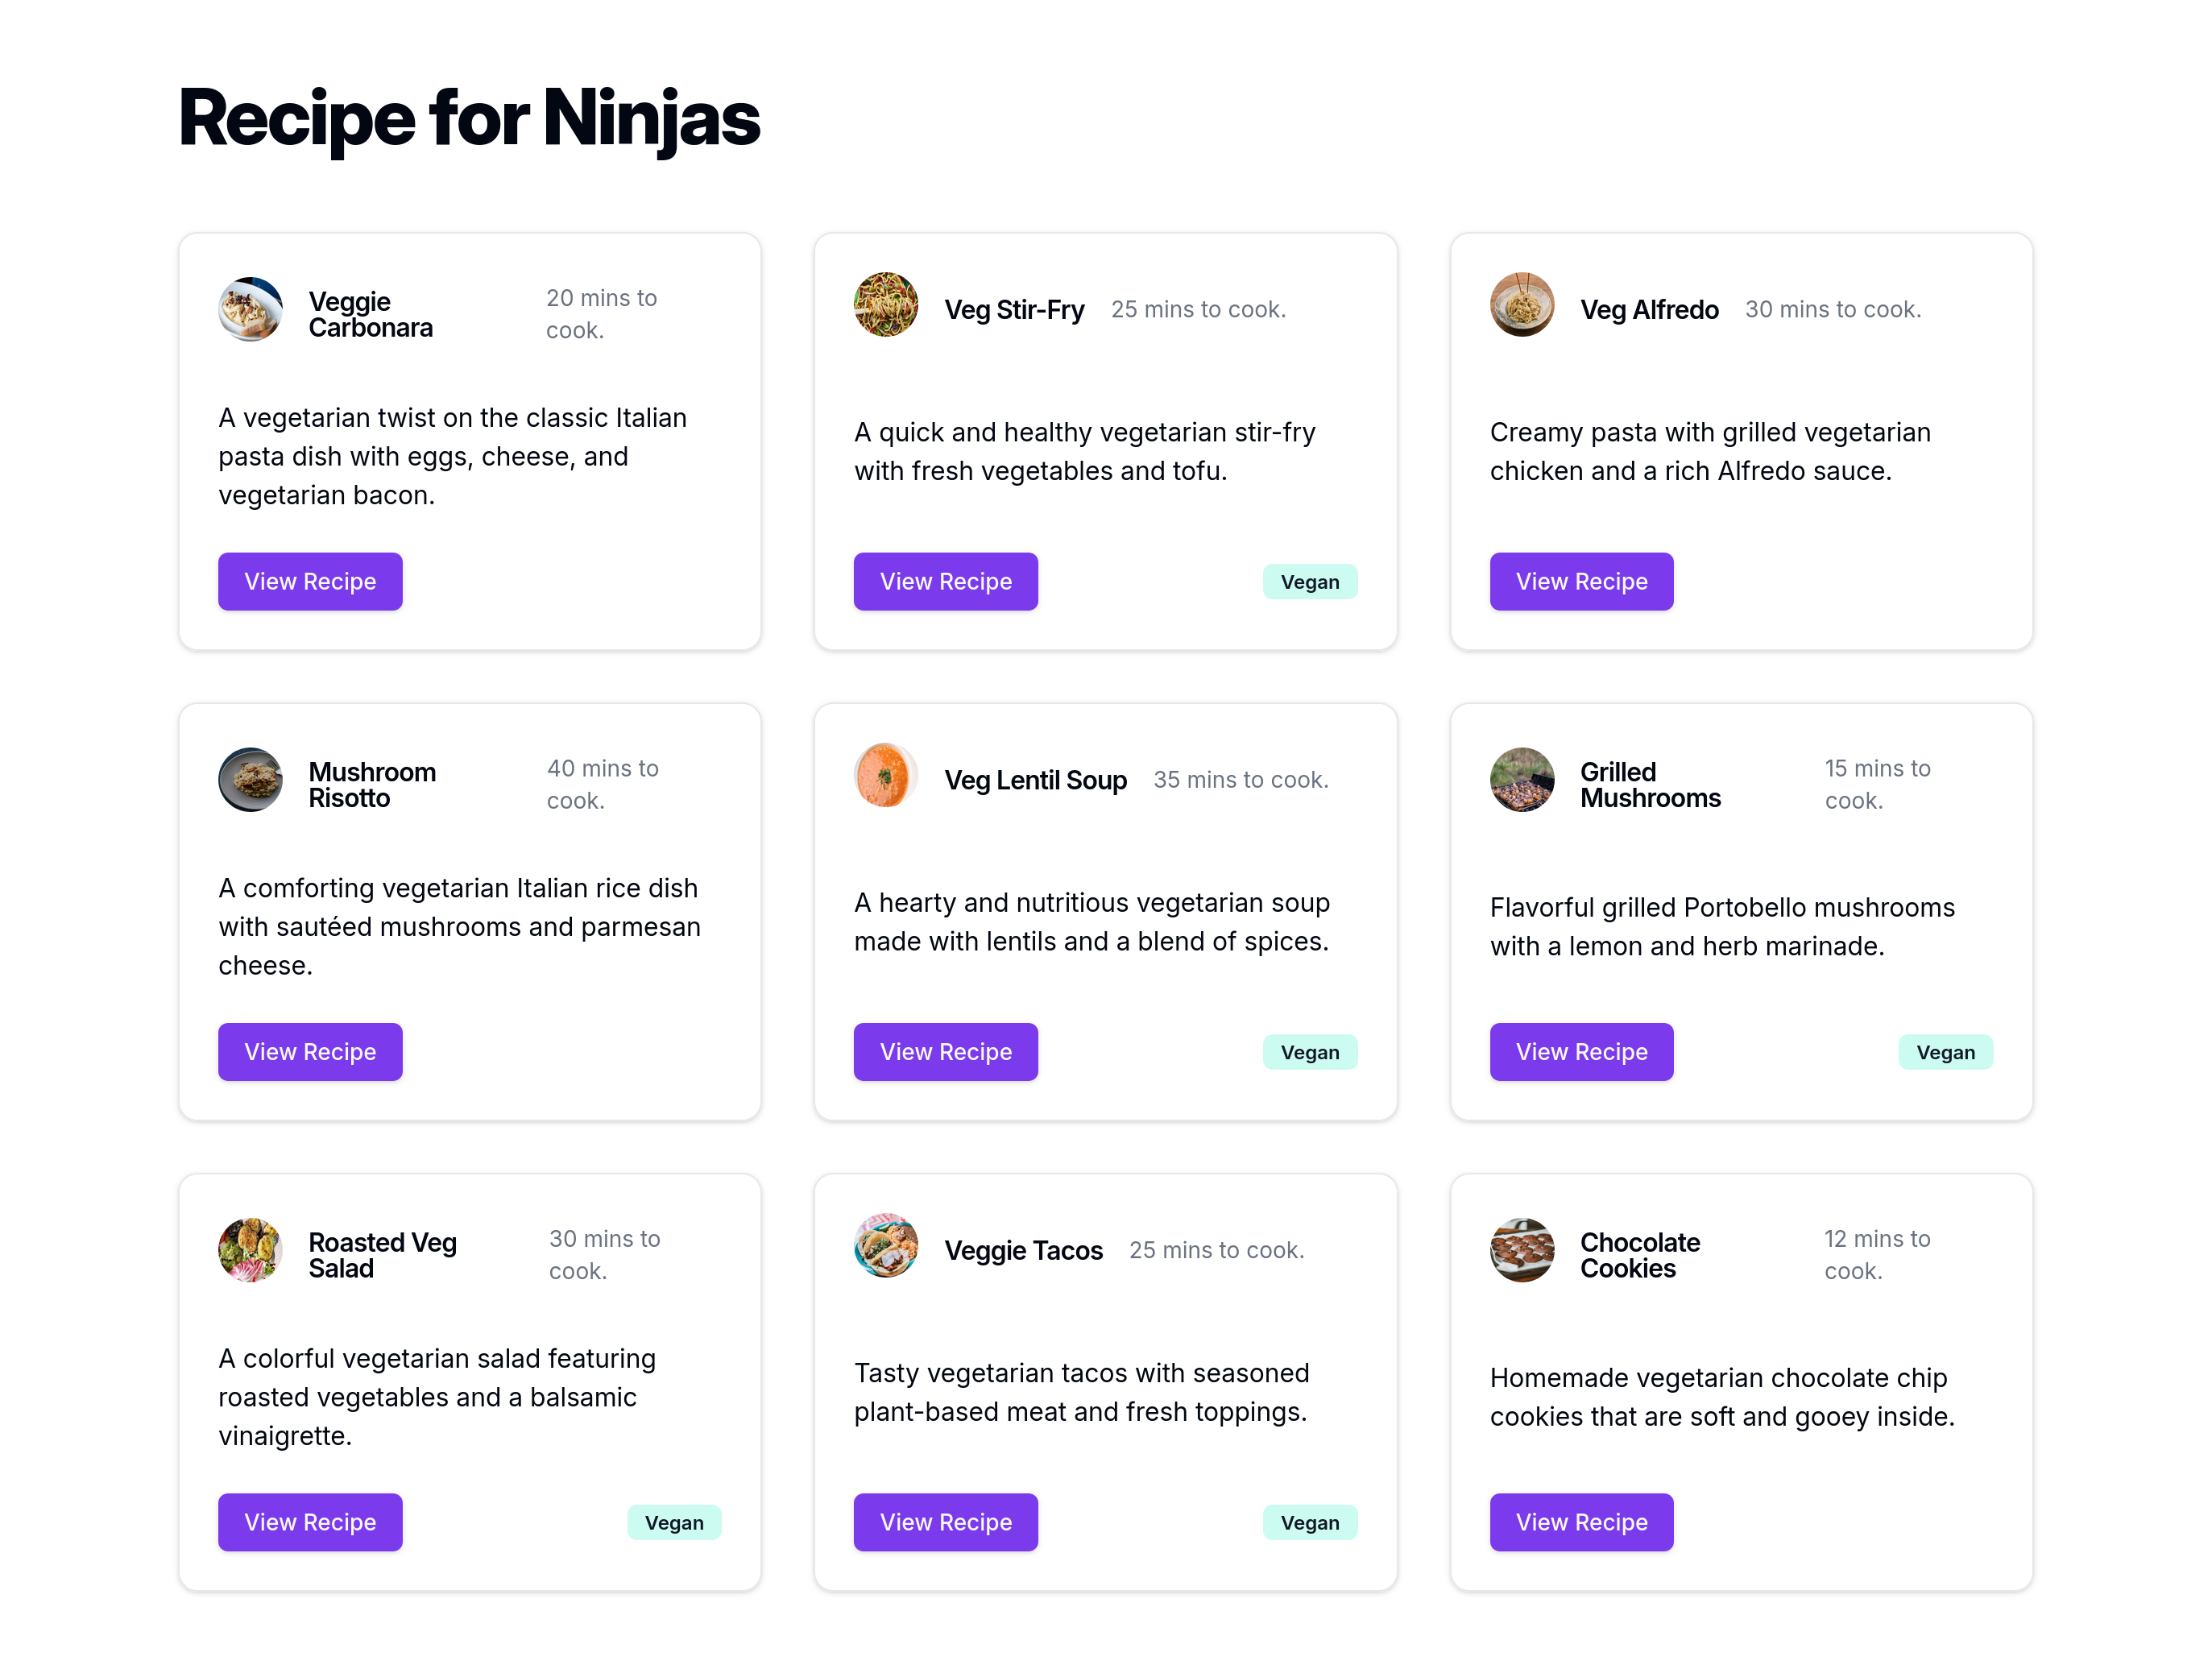 Recipe for Ninjas
Veggie
Carbonara
20 mins to
cook.
A vegetarian twist on the classic Italian
pasta dish with eggs, cheese, and
vegetarian bacon.
View Recipe
Veg Stir-Fry
25 mins to cook.
A quick and healthy vegetarian stir-fry
with fresh vegetables and tofu.
View Recipe
Vegan
Veg Alfredo
30 mins to cook.
Creamy pasta with grilled vegetarian
chicken and a rich Alfredo sauce.
View Recipe
Mushroom
Risotto
40 mins to
cook.
A comforting vegetarian Italian rice dish
with sautéed mushrooms and parmesan
cheese.
View Recipe
Veg Lentil Soup
35 mins to cook.
A hearty and nutritious vegetarian soup
made with lentils and a blend of spices.
View Recipe
Vegan
Grilled
Mushrooms
15 mins to
cook.
Flavorful grilled Portobello mushrooms
with a lemon and herb marinade.
View Recipe
Vegan
Roasted Veg
Salad
30 mins to
cook.
A colorful vegetarian salad featuring
roasted vegetables and a balsamic
vinaigrette.
View Recipe
Vegan
Veggie Tacos
25 mins to cook.
Tasty vegetarian tacos with seasoned
plant-based meat and fresh toppings.
View Recipe
Vegan
Chocolate
Cookies
12 mins to
cook.
Homemade vegetarian chocolate chip
cookies that are soft and gooey inside.
View Recipe